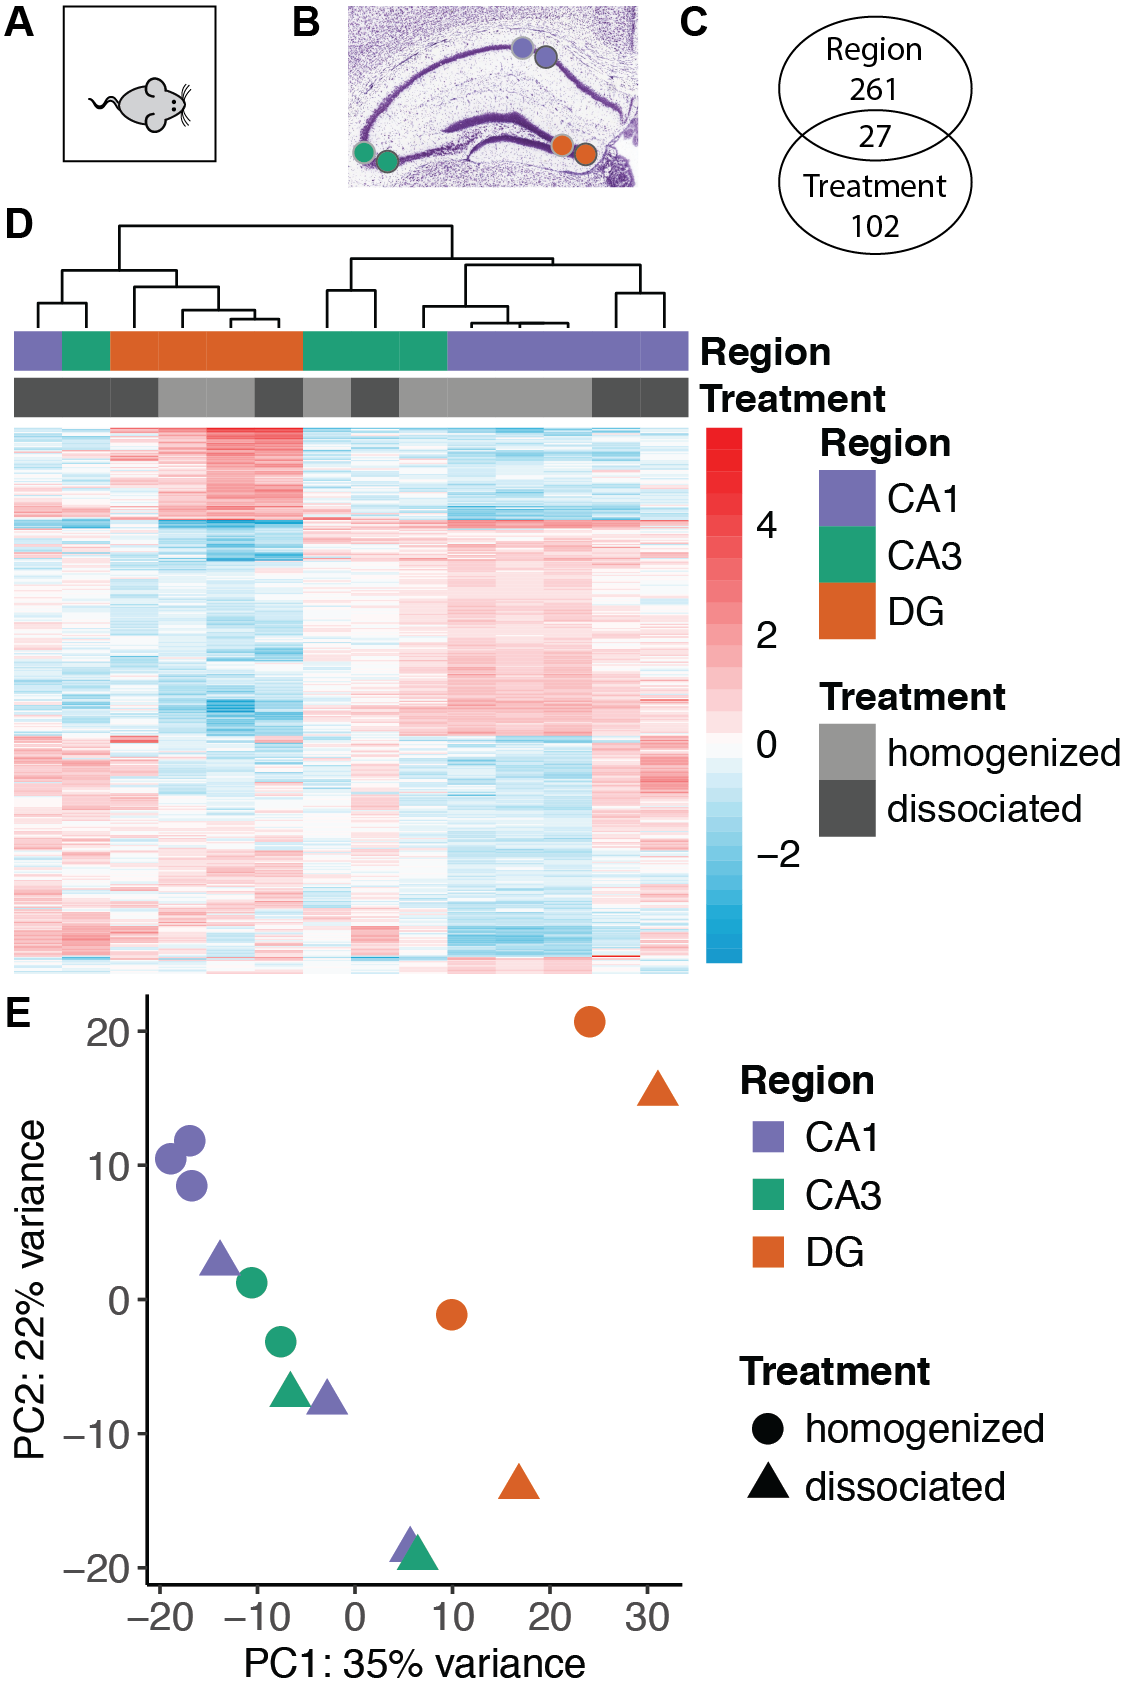 A
B
C
Region
261
27
Treatment
102
D
Region
Treatment
4
2
0
−2
Region
CA1
CA3
DG
Treatment
homogenized
dissociated
E
20
10
0
−10
−20
PC2: 22% variance
−20 −10 0 10 20 30
PC1: 35% variance
Region
CA1
CA3
DG
Treatment
homogenized
dissociated